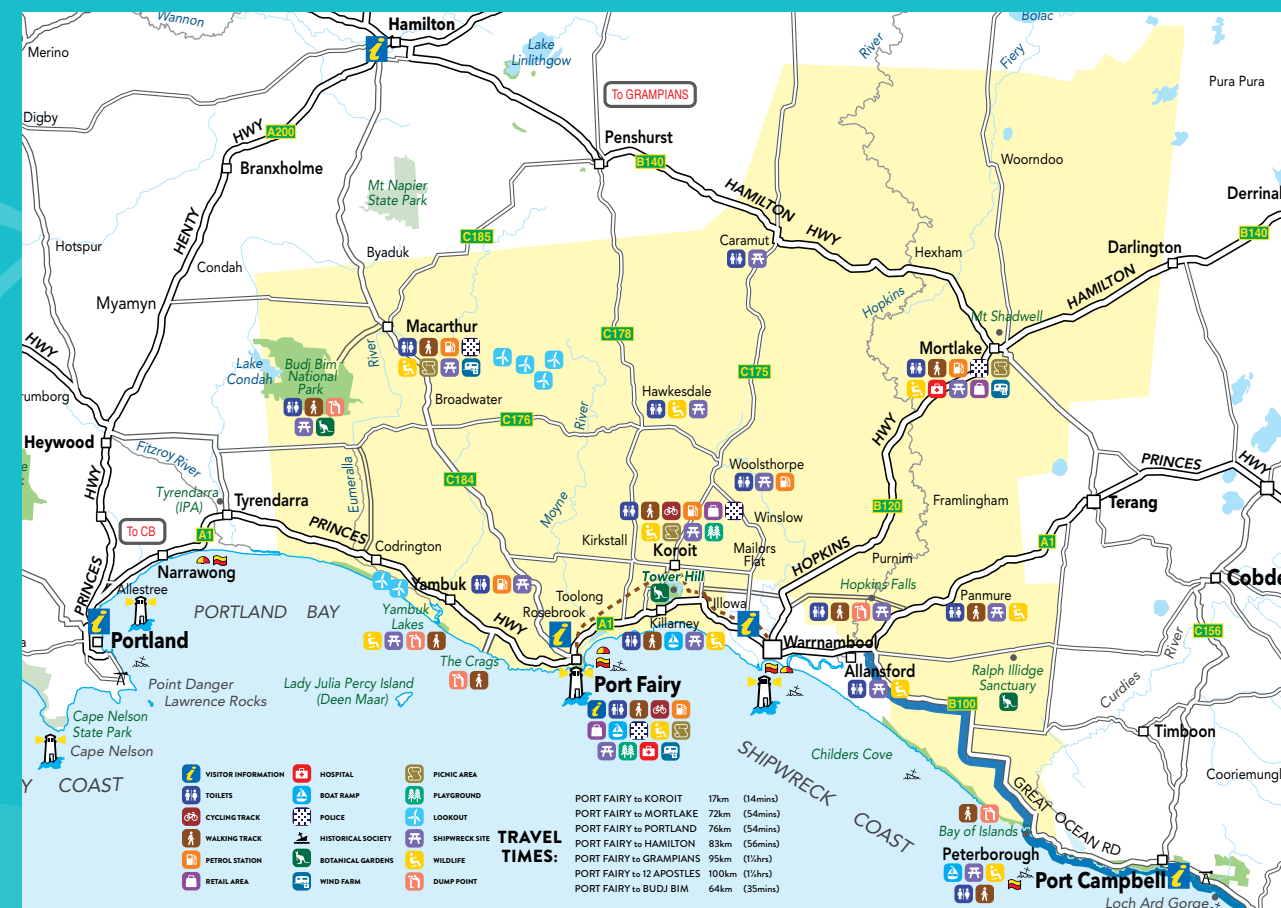 Wannon
Hamilton
Bolac
Merino
Lake
Linlithgow
River
Fiery
To GRAMPIANS
Pura Pura
Digby
HWY
A200
Penshurst
B140
Branxholme
Woorndoo
Mt Napier
State Park
HAMILTON
HWY
Derrinal
HENTY
C185
Caramut
Hotspur
Byaduk
Condah
Hexham
Darlington
B140
Myamyn
Hopkins
HAMILTON
Mt Shadwell
Macarthur
C178
Mortlake
HWY
Lake
Condah
Budj Bim
National
Park
River
C175
Hawkesdale
rumborg
Broadwater
C176
River
HWY
Heywood
Fitzroy River
Woolsthorpe
PRINCES
HWY
HWY
Eumeralla
C184
Tyrendarra
(IPA)
Tyrendarra
Moyne
B120
Framlingham
Terang
To CB
A1
PRINCES
Winslow
Kirkstall
Koroit
Mailors
Flat
HOPKINS
A1
Codrington
Purnim
Narrawong
Allestree
PRINCES
Yambuk
Tower Hill
Hopkins Falls
Cobde
PORTLAND BAY
Toolong
Rosebrook
Illowa
Panmure
Yambuk
Lakes
HWY
A1
Killarney
C156
River
Portland
Warrnambool
The Crags
Allansford
Ralph Illidge
Sanctuary
Point Danger
Lawrence Rocks
Lady Julia Percy Island
(Deen Maar)
Port Fairy
B100
Curdies
Cape Nelson
State Park
Cape Nelson
Timboon
SHIPWRECK
COAST
Childers Cove
Y COAST
Cooriemungl
GREAT
OCEAN RD
VISITOR INFORMATION
TOILETS
CYCLING TRACK
WALKING TRACK
PETROL STATION
RETAIL AREA
HOSPITAL
BOAT RAMP
POLICE
HISTORICAL SOCIETY
BOTANICAL GARDENS
WIND FARM
PICNIC AREA
PLAYGROUND
LOOKOUT
SHIPWRECK SITE
WILDLIFE
DUMP POINT
TRAVEL
TIMES:
PORT FAIRY to KOROIT 17km (14mins)
PORT FAIRY to MORTLAKE 72km (54mins)
PORT FAIRY to PORTLAND 76km (54mins)
PORT FAIRY to HAMILTON 83km (56mins)
PORT FAIRY to GRAMPIANS 95km
PORT FAIRY to 12 APOSTLES 100km
PORT FAIRY to BUDJ BIM 64km (35mins)
Bay of Islands
Peterborough
Port Campbell
Loch Ard Gorge